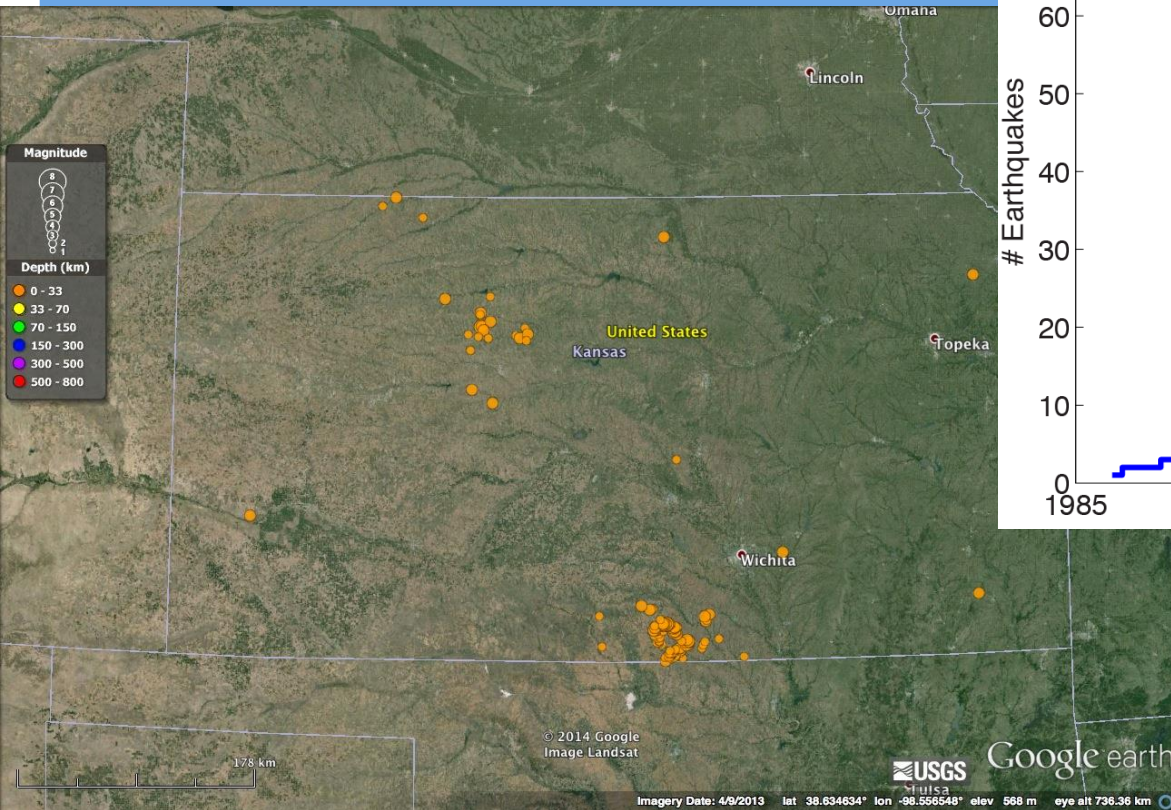 Omaha
Lincoln
Magnitude
8
7
6
5
4
3
2
1
Depth (km)
0 - 33
33 - 70
70 - 150
150 - 300
300 - 500
500 - 800
United States
Kansas
Topeka
Wichita
© 2014 Google
Image Landsat
178 km
USGS
Google earth
Tulsa
Imagery Date: 4/9/2013 lat 38.634634° lon -98.556548° elev 568 m eye alt 736.36 km
# Earthquakes
60
50
40
30
20
10
0
1985